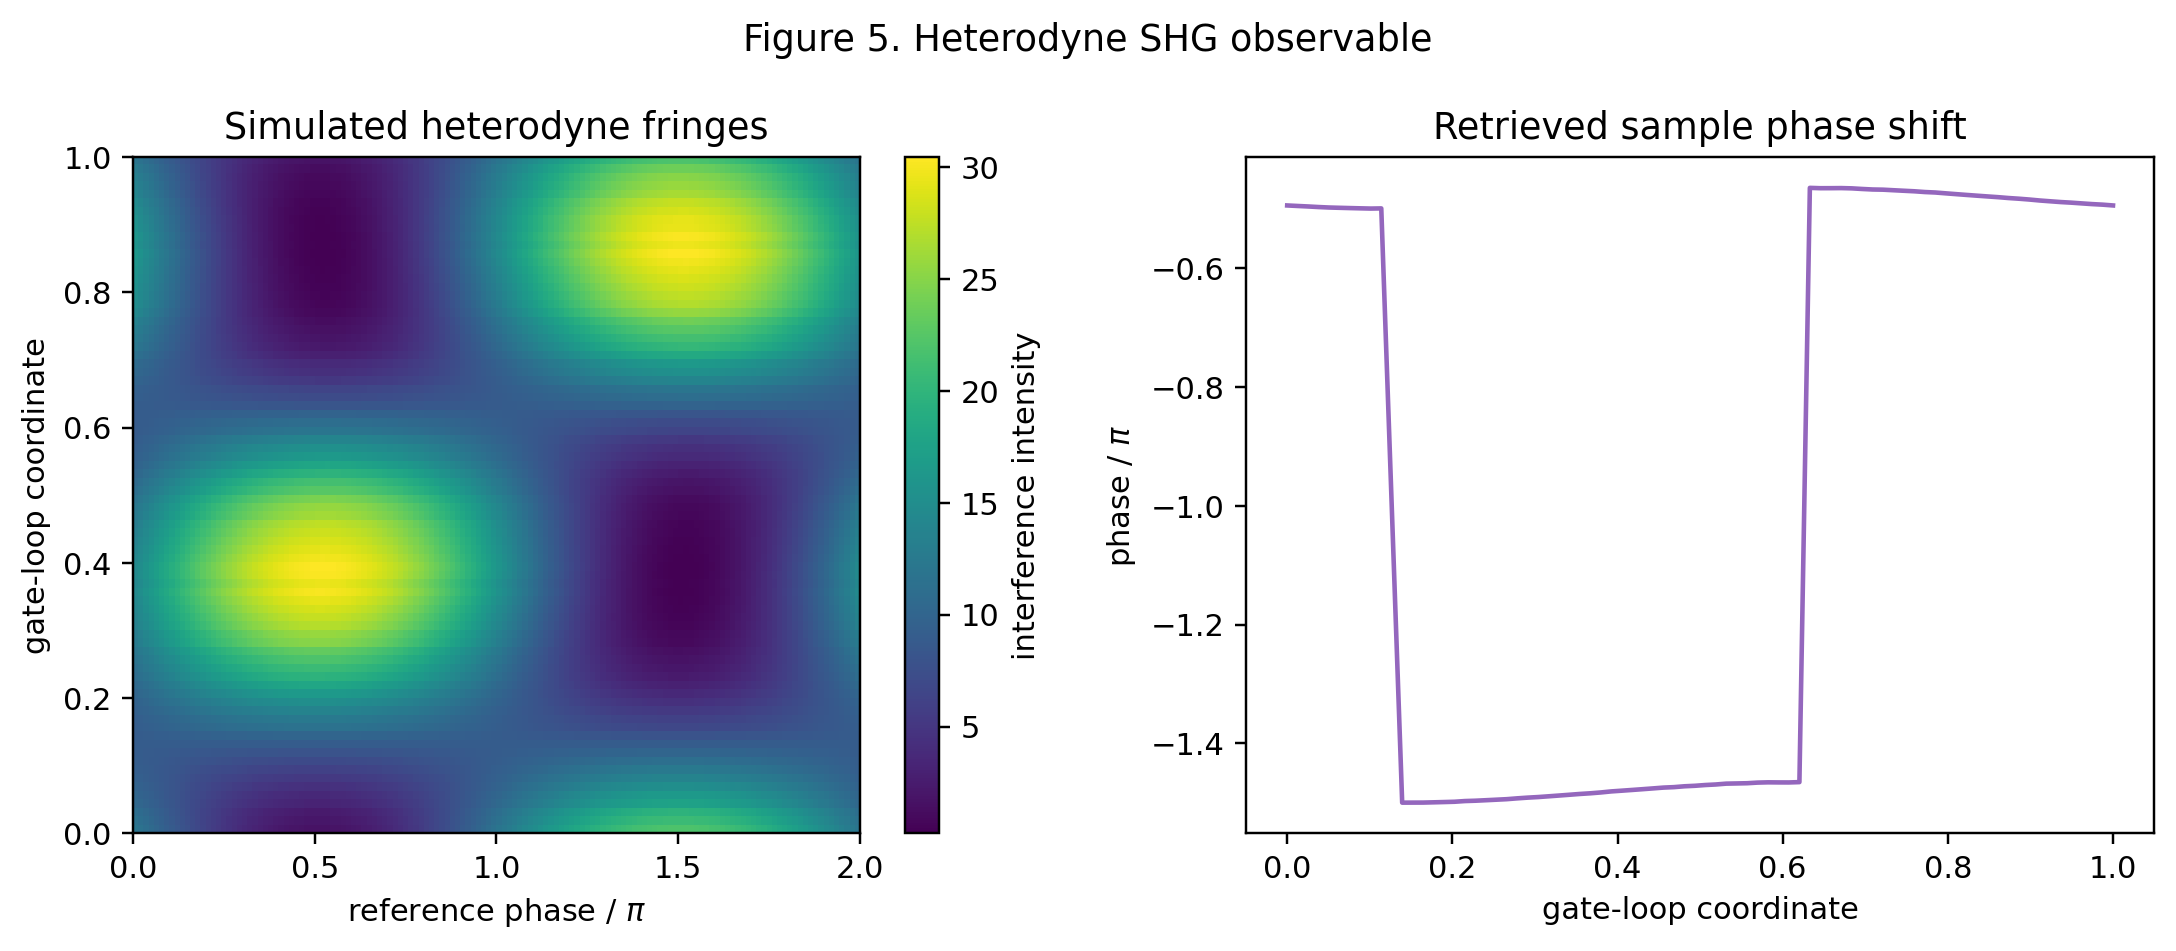 Figure 5. Heterodyne SHG observable
Simulated heterodyne fringes
1.0
0.8
0.6
0.4
0.2
0.0
gate-loop coordinate
0.0 0.5 1.0 1.5 2.0
reference phase / π
30
25
20
15
10
5
interference intensity
Retrieved sample phase shift
−0.6
−0.8
−1.0
−1.2
−1.4
phase / π
0.0 0.2 0.4 0.6 0.8 1.0
gate-loop coordinate